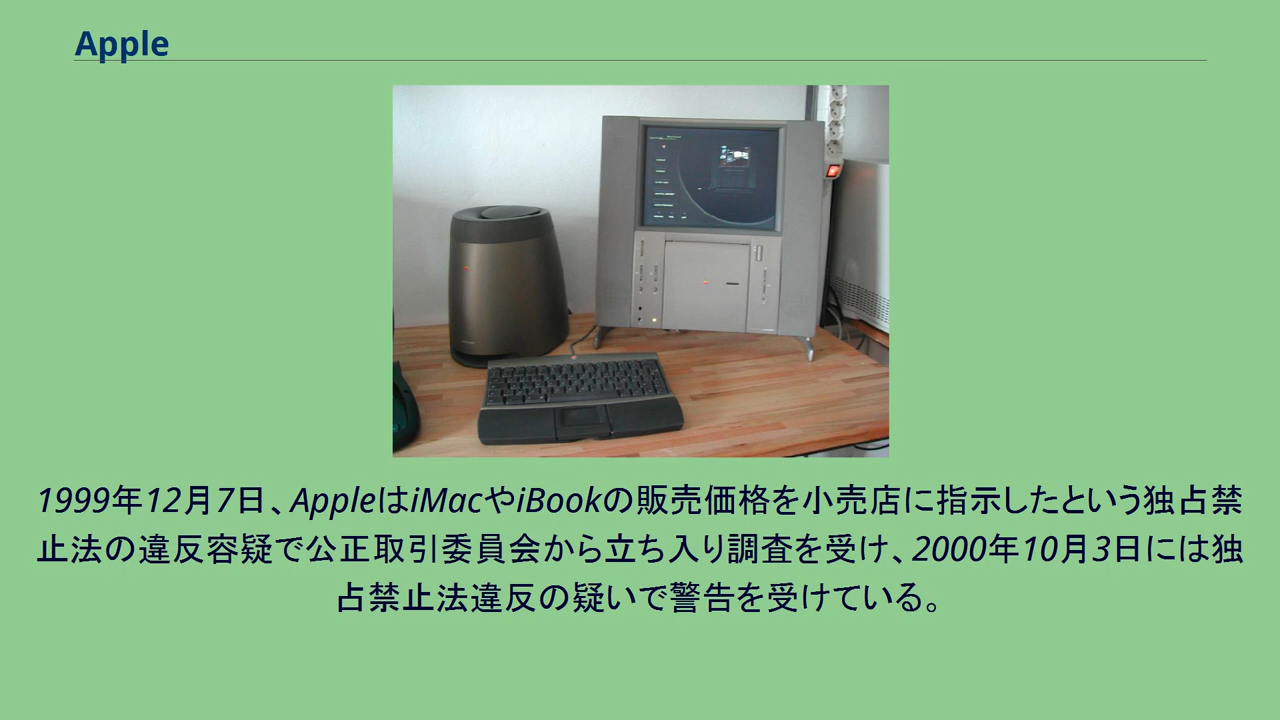 Apple
1999年12月7日、AppleはiMacやiBookの販売価格を小売店に指示したという独占禁
止法の違反容疑で公正取引委員会から立ち入り調査を受け、2000年10月3日には独
占禁止法違反の疑いで警告を受けている。